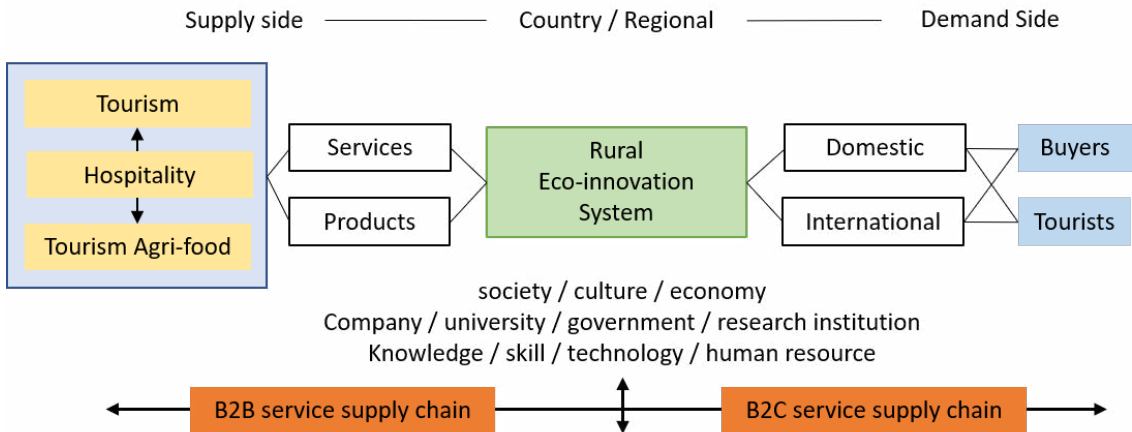 Supply side
Country / Regional
Demand Side
Tourism
Hospitality
Tourism Agri-food
Services
Products
Rural
Eco-innovation
System
Domestic
International
Buyers
Tourists
society / culture / economy
Company / university / government / research institution
Knowledge / skill / technology / human resource
B2B service supply chain
B2C service supply chain